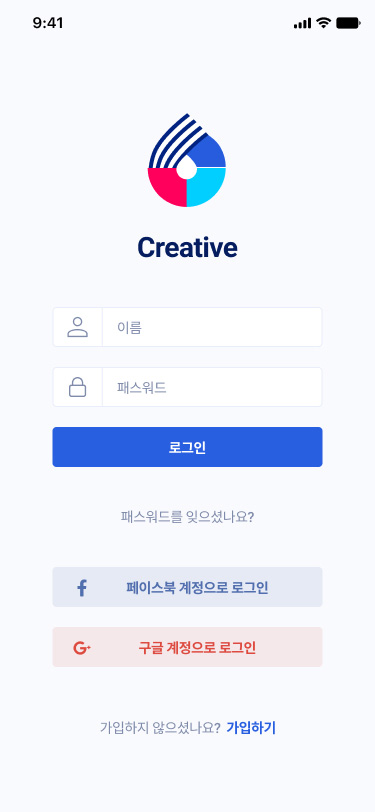 9:41
Creative
이름
패스워드
로그인
패스워드를 잊으셨나요?
페이스북 계정으로 로그인
구글 계정으로 로그인
가입하지 않으셨나요? 가입하기